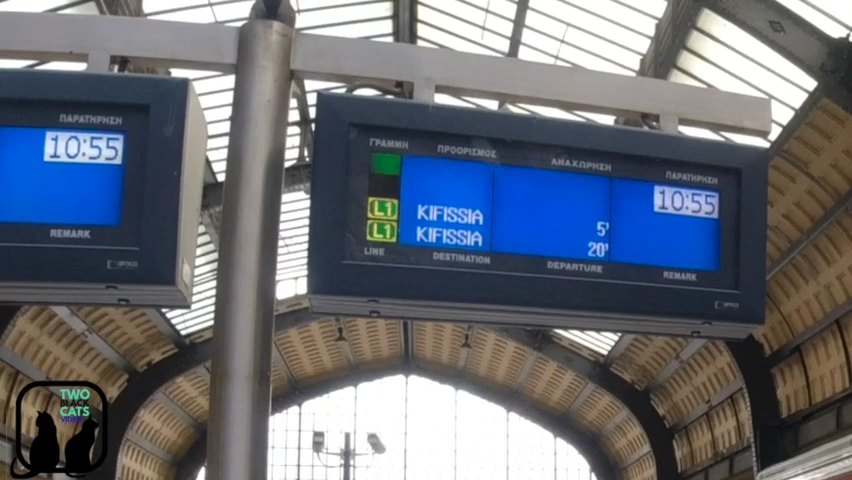 ΠΑΡΑΤΗΡΗΣΗ
10:55
REMARK
ΓΡΑΜΜΗ ΠΡΟΟΡΙΣΜΟΣ ΑΝΑΧΩΡΗΣΗ ΠΑΡΑΤΗΡΗΣΗ
10:55
L1 KIFISSIA 5'
L1 KIFISSIA 20'
LINE DESTINATION DEPARTURE REMARK
TWO
BLACK
CATS